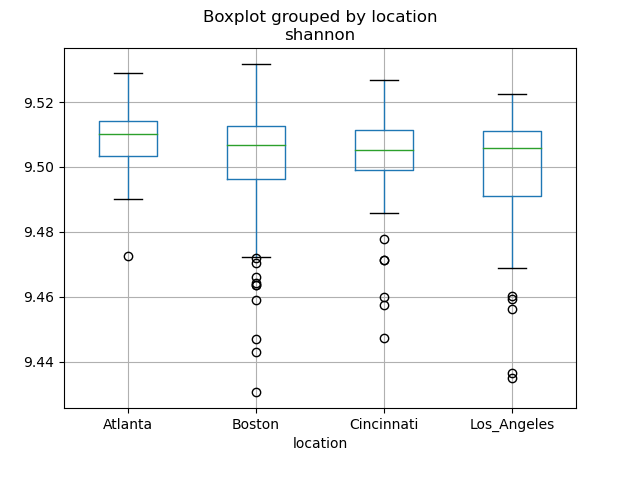 Boxplot grouped by location
shannon
9.52
9.50
9.48
9.46
9.44
Atlanta Boston Cincinnati Los_Angeles
location